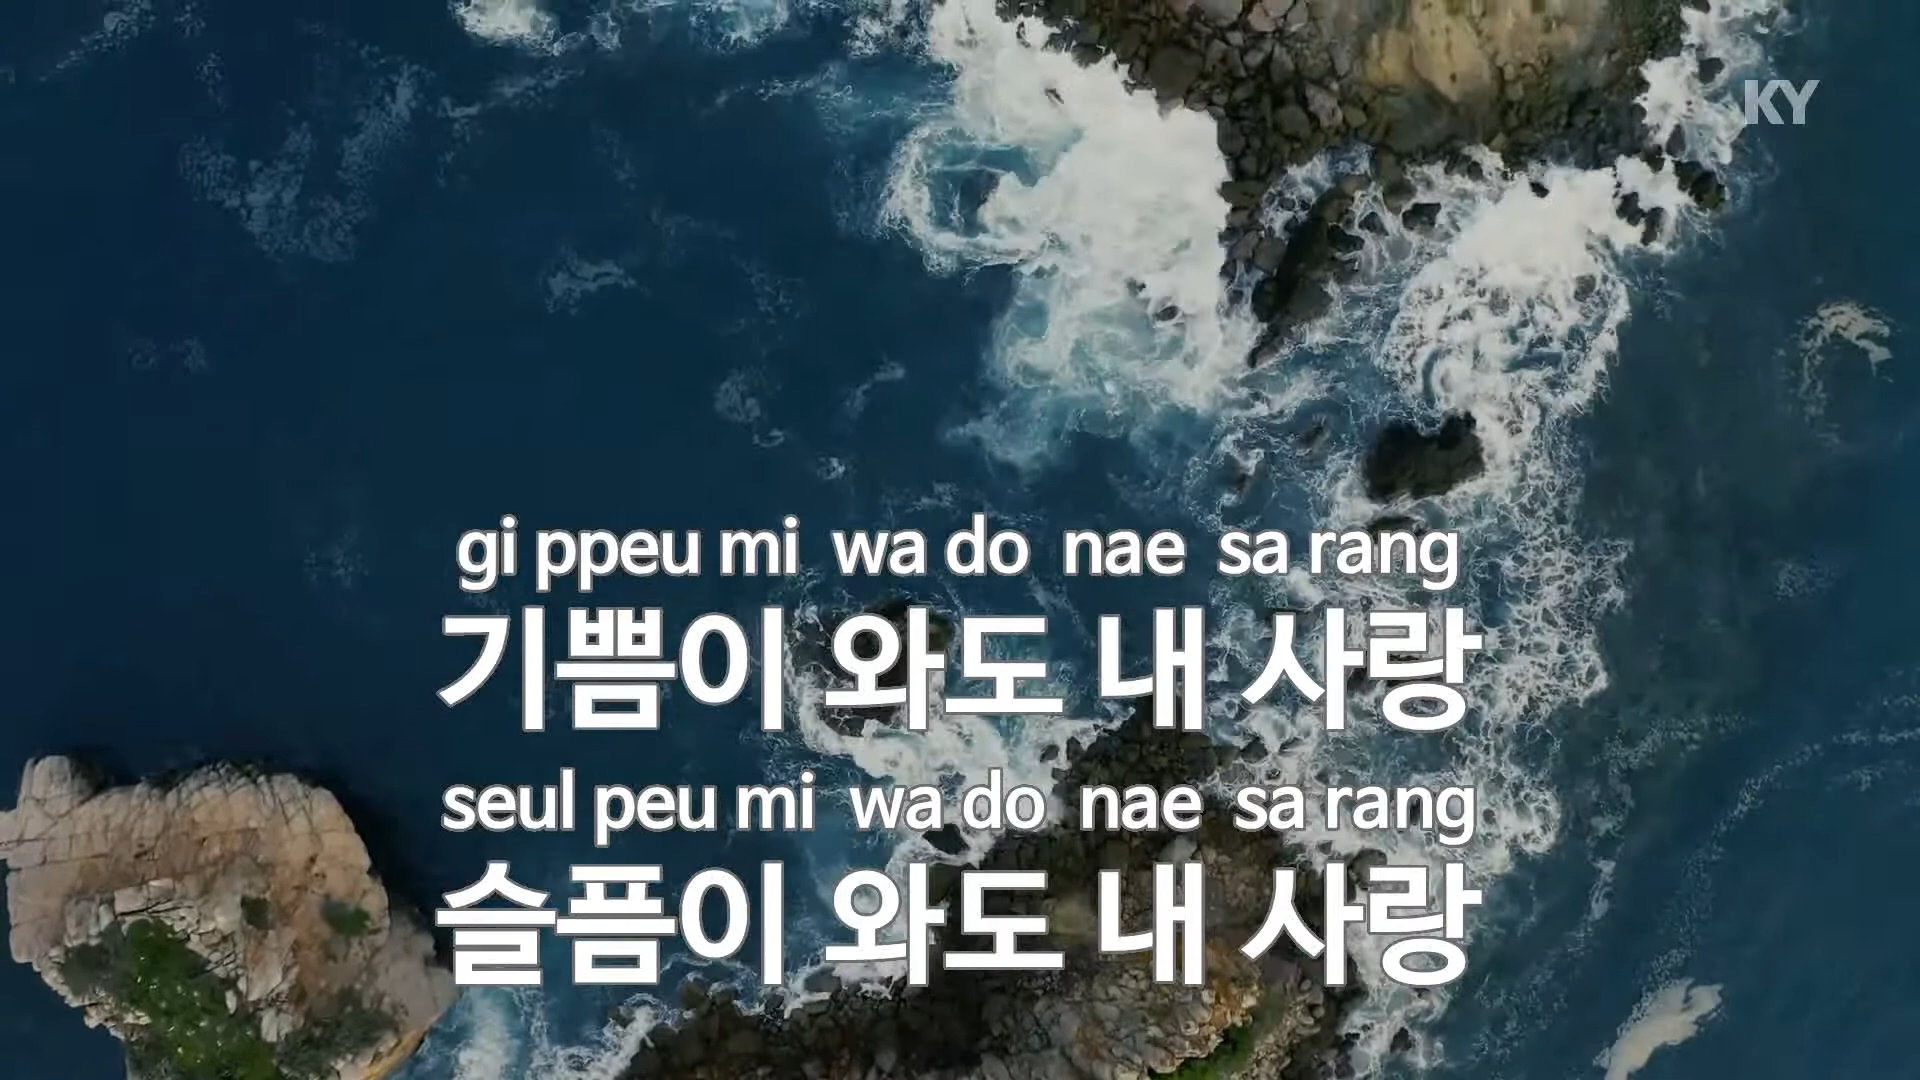 KY
gi ppeu mi wa do nae sa rang
기쁨이 와도 내 사랑
seul peu mi wa do nae sa rang
슬픔이 와도 내 사랑